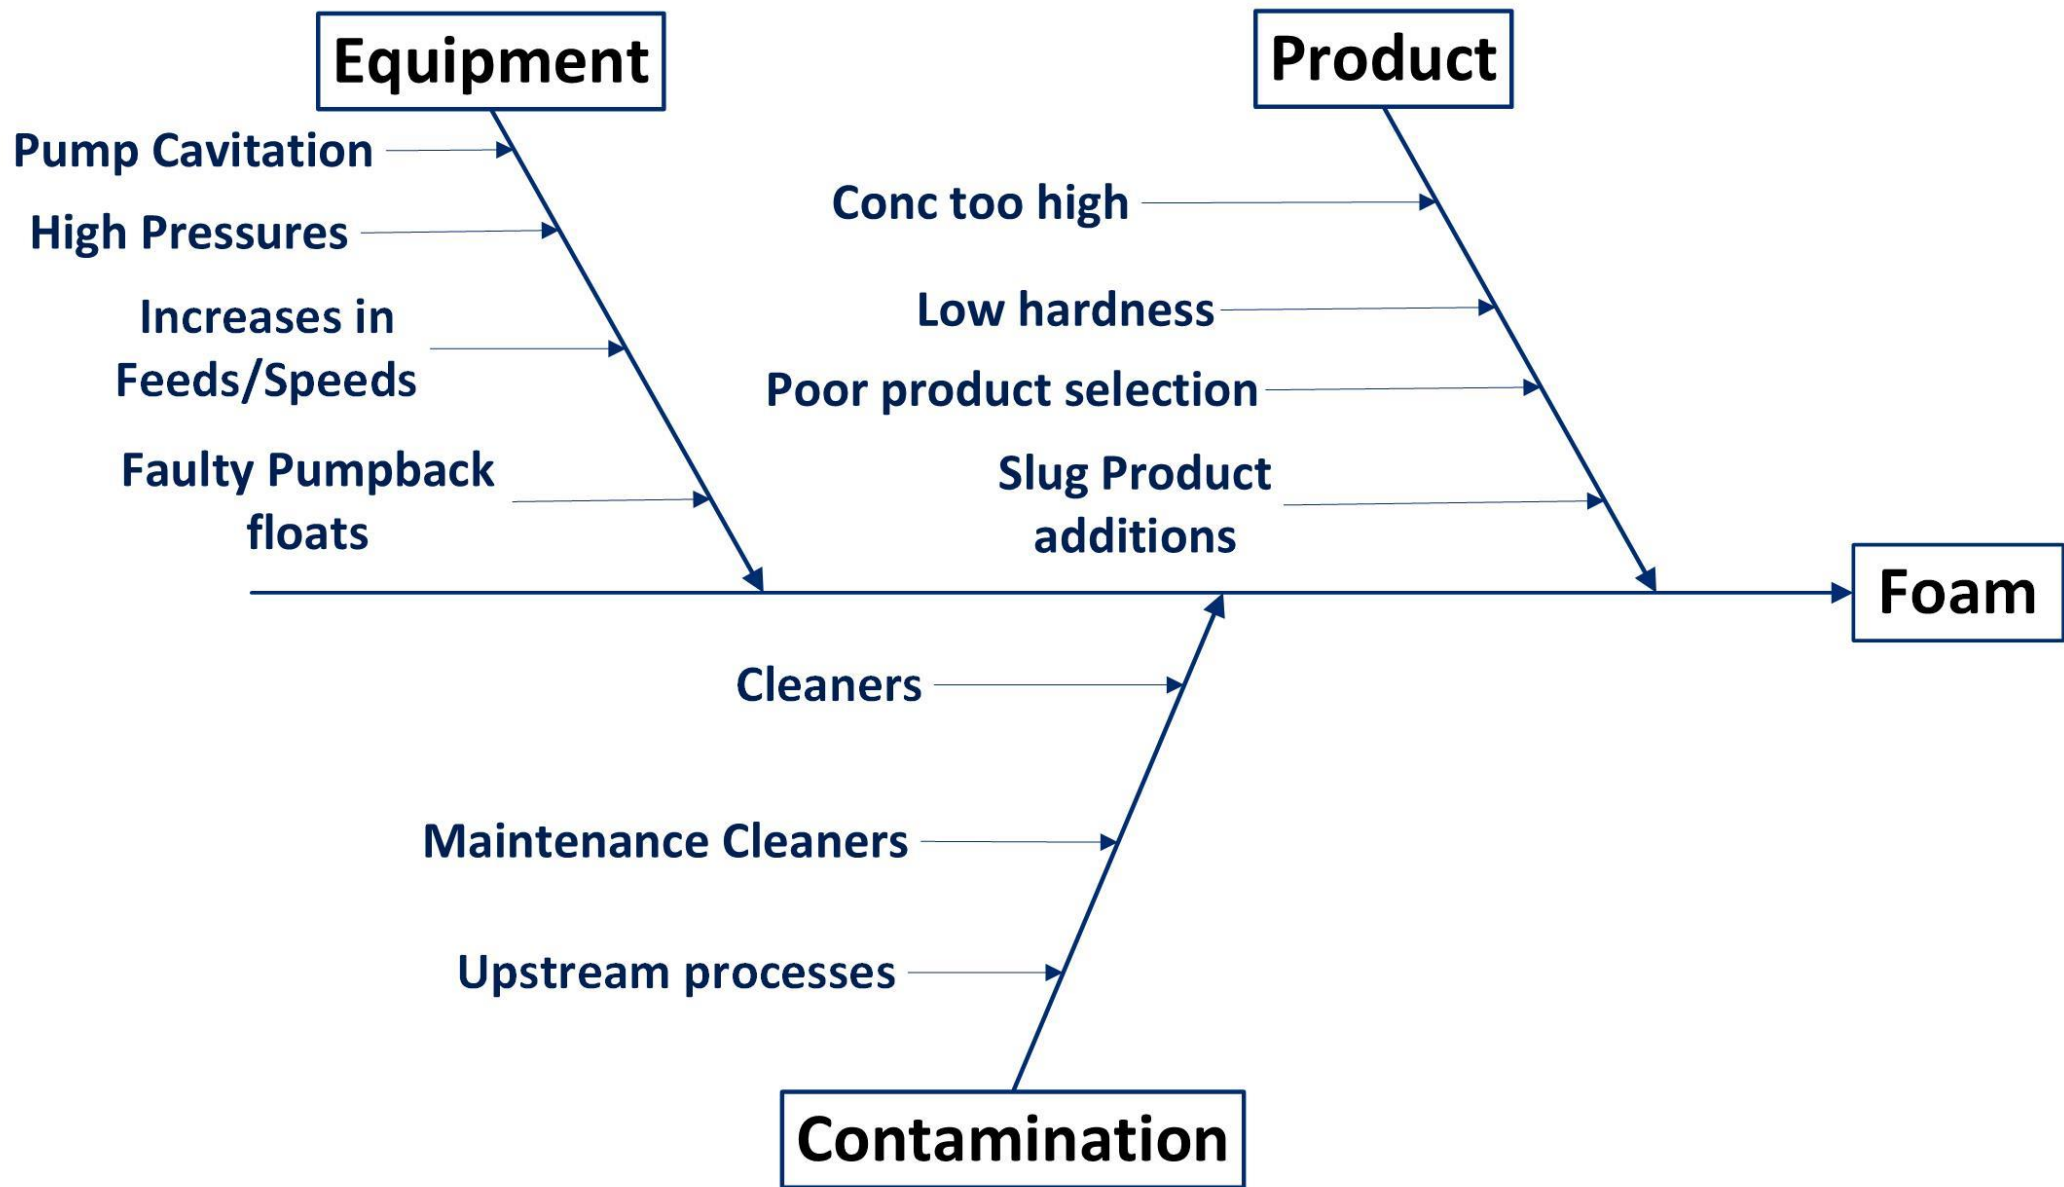 Equipment
Product
Pump Cavitation
High Pressures
Increases in
Feeds/Speeds
Faulty Pumpback
floats
Conc too high
Low hardness
Poor product selection
Slug Product
additions
Foam
Cleaners
Maintenance Cleaners
Upstream processes
Contamination